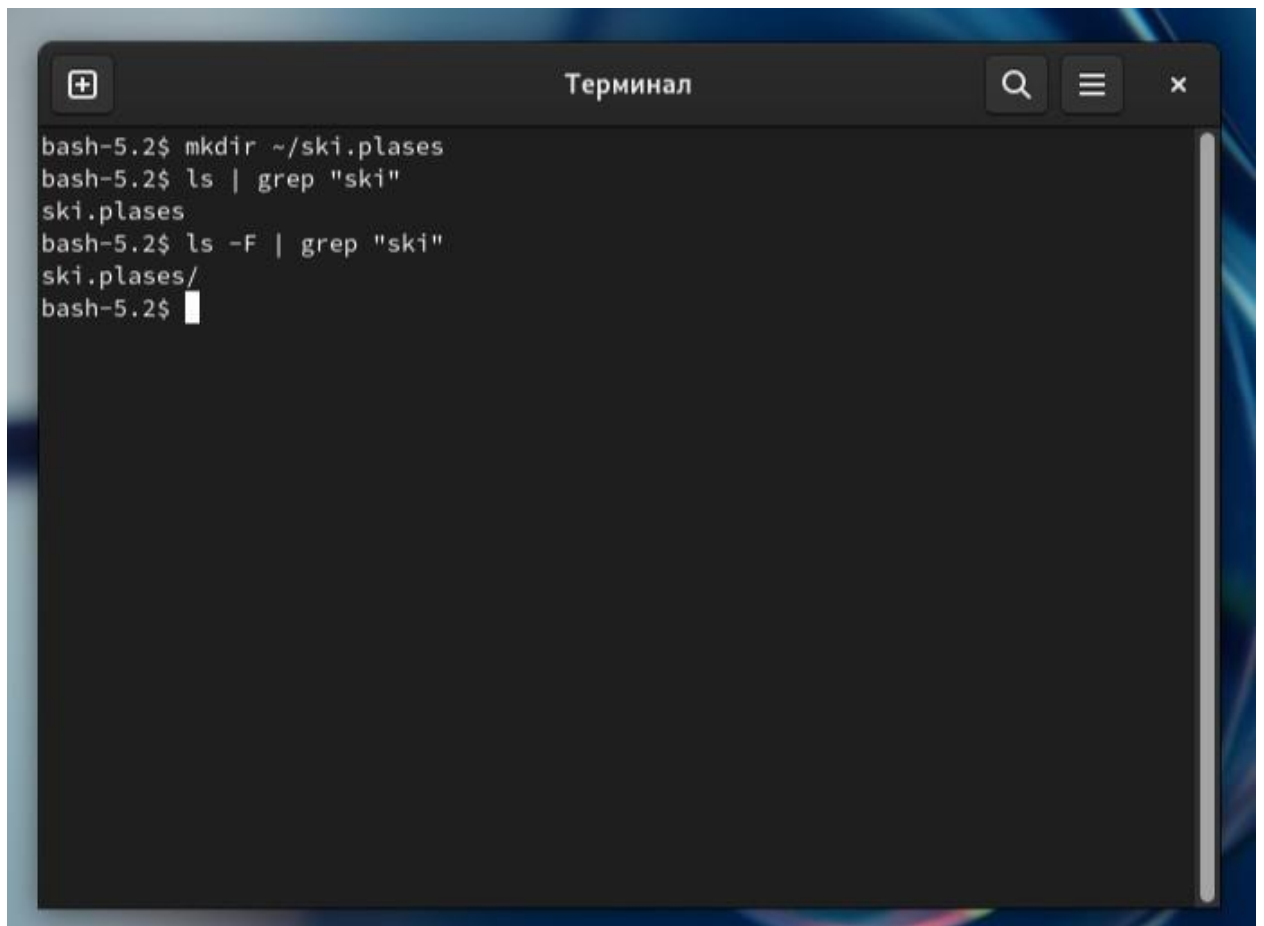 Терминал
bash-5.2$ mkdir ~/ski.plases
bash-5.2$ ls | grep "ski"
ski.plases
bash-5.2$ ls -F | grep "ski"
ski.plases/
bash-5.2$